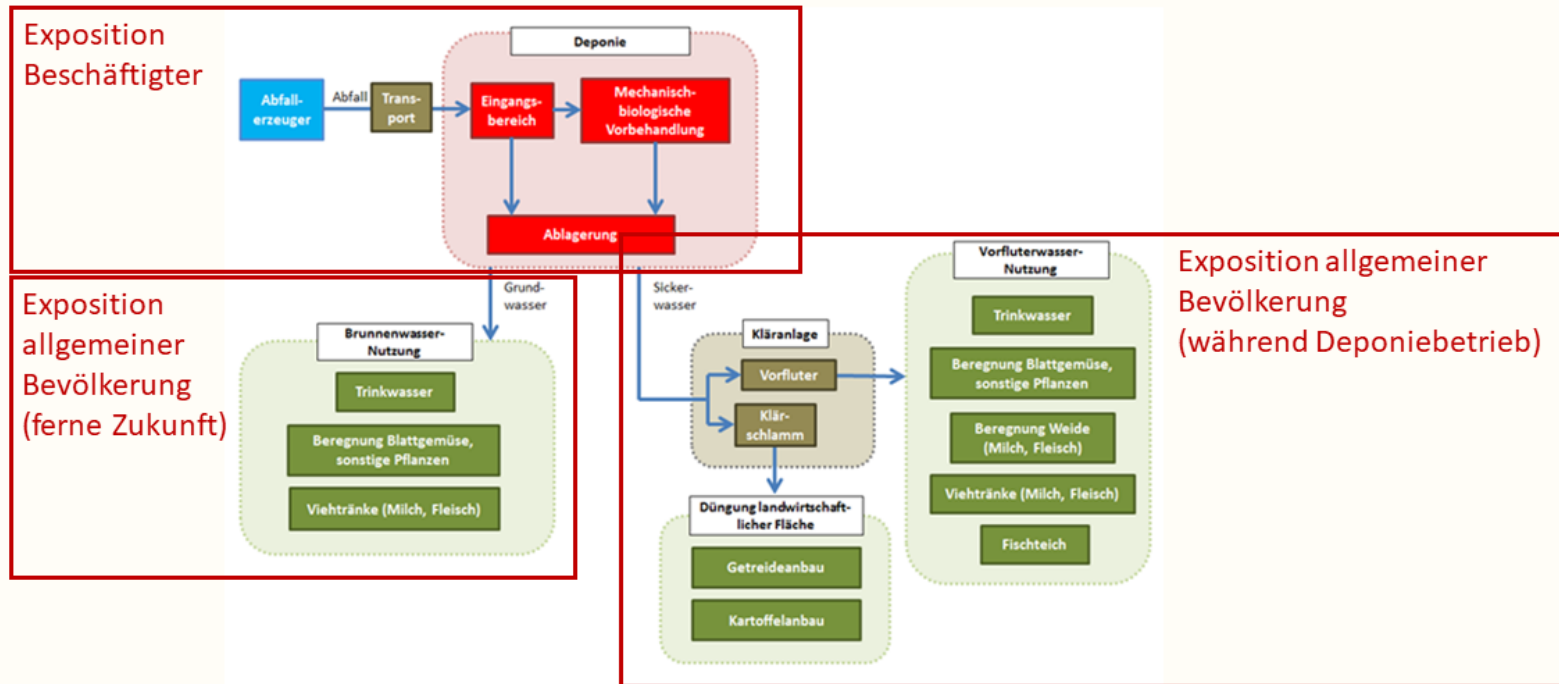 Exposition
Beschäftigter
Deponie
Abfall-
erzeuger
Abfall
Trans-
port
Eingangs-
bereich
Mechanisch-
biologische
Vorbehandlung
Ablagerung
Exposition
allgemeiner
Bevölkerung
(ferne Zukunft)
Grund-
wasser
Brunnenwasser-
Nutzung
Trinkwasser
Beregnung Blattgemüse,
sonstige Pflanzen
Viehtränke (Milch, Fleisch)
Sicker-
wasser
Kläranlage
Vorfluter
Klär-
schlamm
Düngung landwirtschaft-
licher Fläche
Getreideanbau
Kartoffelanbau
Vorfluterwasser-
Nutzung
Trinkwasser
Beregnung Blattgemüse,
sonstige Pflanzen
Beregnung Weide
(Milch, Fleisch)
Viehtränke (Milch, Fleisch)
Fischteich
Exposition allgemeiner
Bevölkerung
(während Deponiebetrieb)